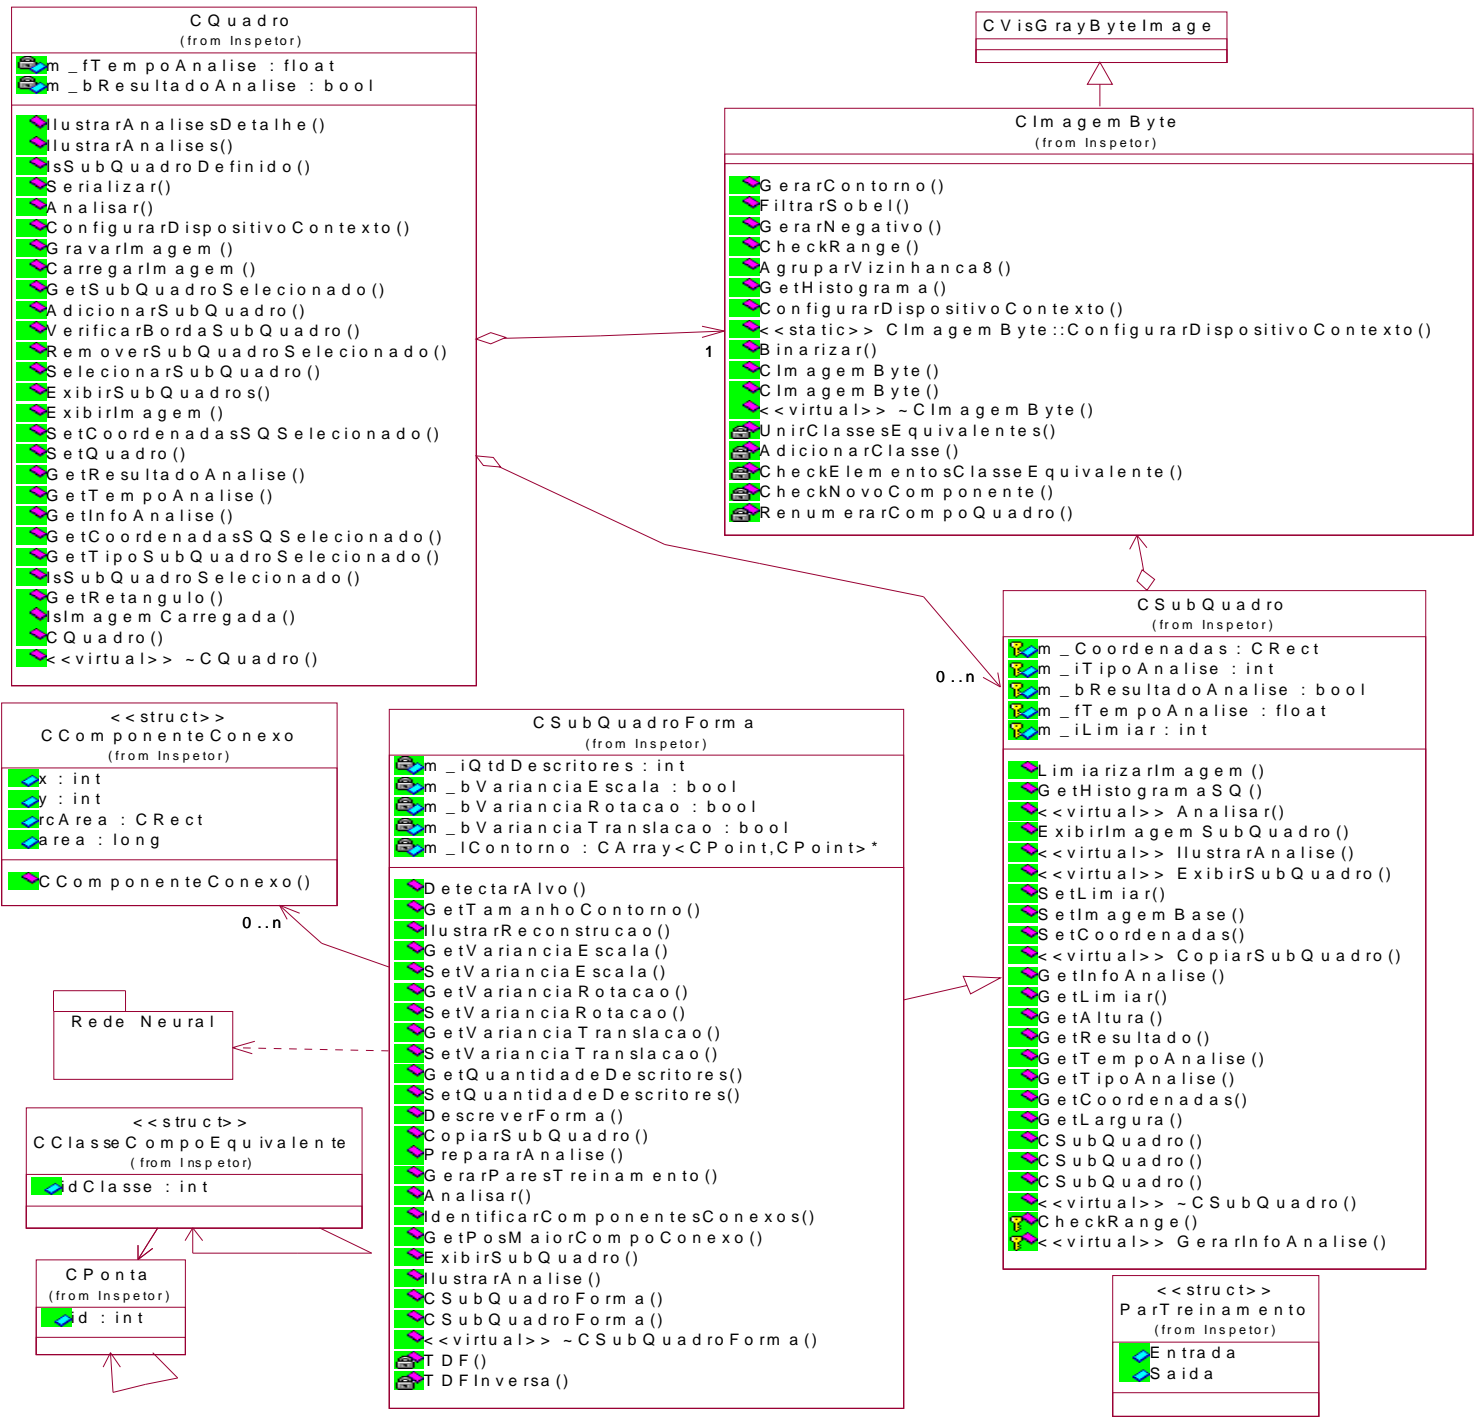 CQuadro
(from Inspetor)
m_fTempoAnalise : float
m_bResultadoAnalise : bool
IlustrarAnalisesDetalhe()
IlustrarAnalises()
IsSubQuadroDefinido()
Serializar()
Analisar()
ConfigurarDispositivoContexto()
GravarImagem()
CarregarImagem()
GetSubQuadroSelecionado()
AdicionarSubQuadro()
VerificarBordaSubQuadro()
RemoverSubQuadroSelecionado()
SelecionarSubQuadro()
ExibirSubQuadros()
ExibirImagem()
SetCoordenadasSQSelecionado()
SetQuadro()
GetResultadoAnalise()
GetTempoAnalise()
GetInfoAnalise()
GetCoordenadasSQSelecionado()
GetTipoSubQuadroSelecionado()
IsSubQuadroSelecionado()
GetRetangulo()
IsImagemCarregada()
CQuadro()
<<virtual>> ~CQuadro()
CVisGrayByteImage
CImagemByte
(from Inspetor)
GerarContorno()
FiltrarSobel()
GerarNegativo()
CheckRange()
AgruparVizinhanca8()
GetHistograma()
ConfigurarDispositivoContexto()
<<static>> CImagemByte::ConfigurarDispositivoContexto()
Binarizar()
CImagemByte()
CImagemByte()
<<virtual>> ~CImagemByte()
UnirClassesEquivalentes()
AdicionarClasse()
CheckElementosClasseEquivalente()
CheckNovoComponente()
RenumerarCompoQuadro()
1
0..n
CSubQuadro
(from Inspetor)
m_Coordenadas : CRect
m_iTipoAnalise : int
m_bResultadoAnalise : bool
m_fTempoAnalise : float
m_iLimiar : int
LimiarizarImagem()
GetHistogramaSQ()
<<virtual>> Analisar()
ExibirImagemSubQuadro()
<<virtual>> IlustrarAnalise()
<<virtual>> ExibirSubQuadro()
SetLimiar()
SetImagemBase()
SetCoordenadas()
<<virtual>> CopiarSubQuadro()
GetInfoAnalise()
GetLimiar()
GetAltura()
GetResultado()
GetTempoAnalise()
GetTipoAnalise()
GetCoordenadas()
GetLargura()
CSubQuadro()
CSubQuadro()
CSubQuadro()
<<virtual>> ~CSubQuadro()
CheckRange()
<<virtual>> GerarInfoAnalise()
<<struct>>
CComponenteConexo
(from Inspetor)
x : int
y : int
rcArea : CRect
area : long
CComponenteConexo()
0..n
CSubQuadroForma
(from Inspetor)
m_iQtdDescritores : int
m_bVarianciaEscala : bool
m_bVarianciaRotacao : bool
m_bVarianciaTranslacao : bool
m_lContorno : CArray<CPoint,CPoint>*
DetectarAlvo()
GetTamanhoContorno()
IlustrarReconstrucao()
GetVarianciaEscala()
SetVarianciaEscala()
GetVarianciaRotacao()
SetVarianciaRotacao()
GetVarianciaTranslacao()
SetVarianciaTranslacao()
GetQuantidadeDescritores()
SetQuantidadeDescritores()
DescreverForma()
CopiarSubQuadro()
PrepararAnalise()
GerarParesTreinamento()
Analisar()
IdentificarComponentesConexos()
GetPosMaiorCompoConexo()
ExibirSubQuadro()
IlustrarAnalise()
CSubQuadroForma()
CSubQuadroForma()
<<virtual>> ~CSubQuadroForma()
TDF()
TDFInversa()
Rede Neural
<<struct>>
CClasseCompoEquivalente
(from Inspetor)
idClasse : int
CPonta
(from Inspetor)
id : int
<<struct>>
ParTreinamento
(from Inspetor)
Entrada
Saida